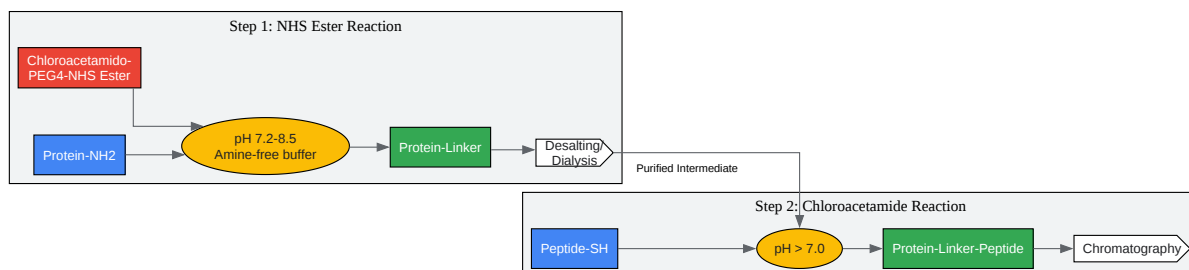 Step 1: NHS Ester Reaction
Chloroacetamido-
PEG4-NHS Ester
Protein-NH2
pH 7.2-8.5
Amine-free buffer
Protein-Linker
Desalting/
Dialysis
Purified Intermediate
Step 2: Chloroacetamide Reaction
Peptide-SH
pH > 7.0
Protein-Linker-Peptide
Chromatography